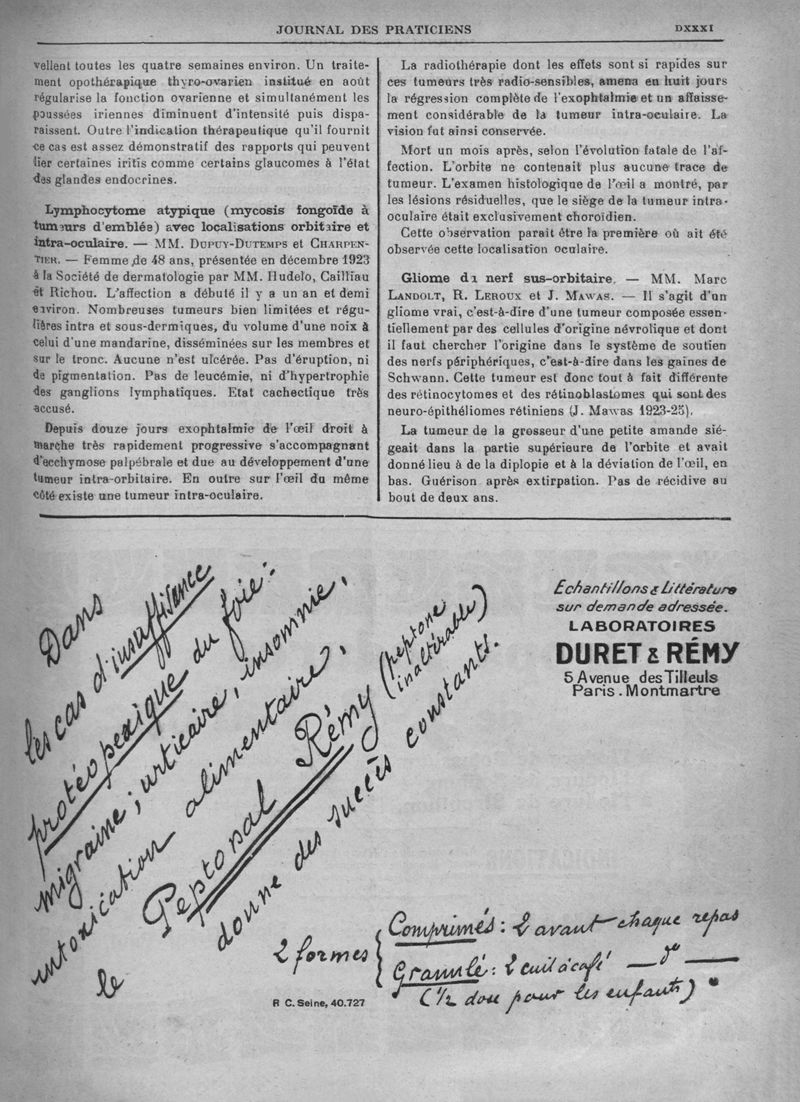 JOURNAL DES PRATICIENS
DXXXI
vellent toutes les quatre semaines environ. Un traite-
ment opothérapique thyro-ovarien institué en août
régularise la fonction ovarienne et simultanément les
poussées iriennes diminuent d'intensité puis dispa-
raissent. Outre l'indication thérapeutique qu'il fournit
ce cas est assez démonstratif des rapports qui peuvent
lier certaines iritis comme certains glaucomes à l'état
des glandes endocrines.
Lymphocytome atypique (mycosis fongoïde à
tumeurs d'emblée) avec localisations orbitaire et
intra-oculaire. — MM. DUPUY-DUTEMPS et CHARPEN-
TIER. — Femme de 48 ans, présentée en décembre 1923
à la Société de dermatologie par MM. Hudelo, Cailliau
et Richou. L'affection a débuté il y a un an et demi
environ. Nombreuses tumeurs bien limitées et régu-
lières intra et sous-dermiques, du volume d'une noix à
celui d'une mandarine, disséminées sur les membres et
sur le tronc. Aucune n'est ulcérée. Pas d'éruption, ni
de pigmentation. Pas de leucémie, ni d'hypertrophie
des ganglions lymphatiques. Etat cachectique très
accusé.
Depuis douze jours exophtalmie de l'œil droit à
marche très rapidement progressive s'accompagnant
d'ecchymose palpébrale et due au développement d'une
tumeur intra-orbitaire. En outre sur l'œil du même
côté existe une tumeur intra-oculaire.
La radiothérapie dont les effets sont si rapides sur
ces tumeurs très radio-sensibles, amena en huit jours
la régression complète de l'exophtalmie et un affaisse-
ment considérable de la tumeur intra-oculaire. La
vision fut ainsi conservée.
Mort un mois après, selon l'évolution fatale de l'af-
fection. L'orbite ne contenait plus aucune trace de
tumeur. L'examen histologique de l'œil a montré, par
les lésions résiduelles, que le siège de la tumeur intra-
oculaire était exclusivement choroïdien.
Cette observation parait être la première où ait été
observée cette localisation oculaire.
Gliome du nerf sus-orbitaire. — MM. Marc
LANDOLT, R. LEROUX et J. MAWAS. — Il s'agit d'un
gliome vrai, c'est-à-dire d'une tumeur composée essen-
tiellement par des cellules d'origine névrolique et dont
il faut chercher l'origine dans le système de soutien
des nerfs périphériques, c'est-à-dire dans les gaines de
Schwann. Cette tumeur est donc tout à fait différente
des rétinocytomes et des rétinoblastomes qui sont des
neuro-épithéliomes rétiniens (J. Mawas 1923-25).
La tumeur de la grosseur d'une petite amande sié-
geait dans la partie supérieure de l'orbite et avait
donné lieu à de la diplopie et à la déviation de l'œil, en
bas. Guérison après extirpation. Pas de récidive au
bout de deux ans.
Dans
les cas d'insuffisance
protéopexique du foie:
migraine; urticaire, insomnie,
intoxication alimentaire,
le Peptonal Rémy (peptone
inaltérable)
donne des succès constants.
Echantillons & Littérature
sur demande adressée.
LABORATOIRES
DURET & RÉMY
5 Avenue des Tilleuls
Paris. Montmartre
2 formes
Comprimés: 2 avant chaque repas
Granulé: 2 cuil à café — d° —
(1/2 dose pour les enfants)
R C. Seine, 40.727